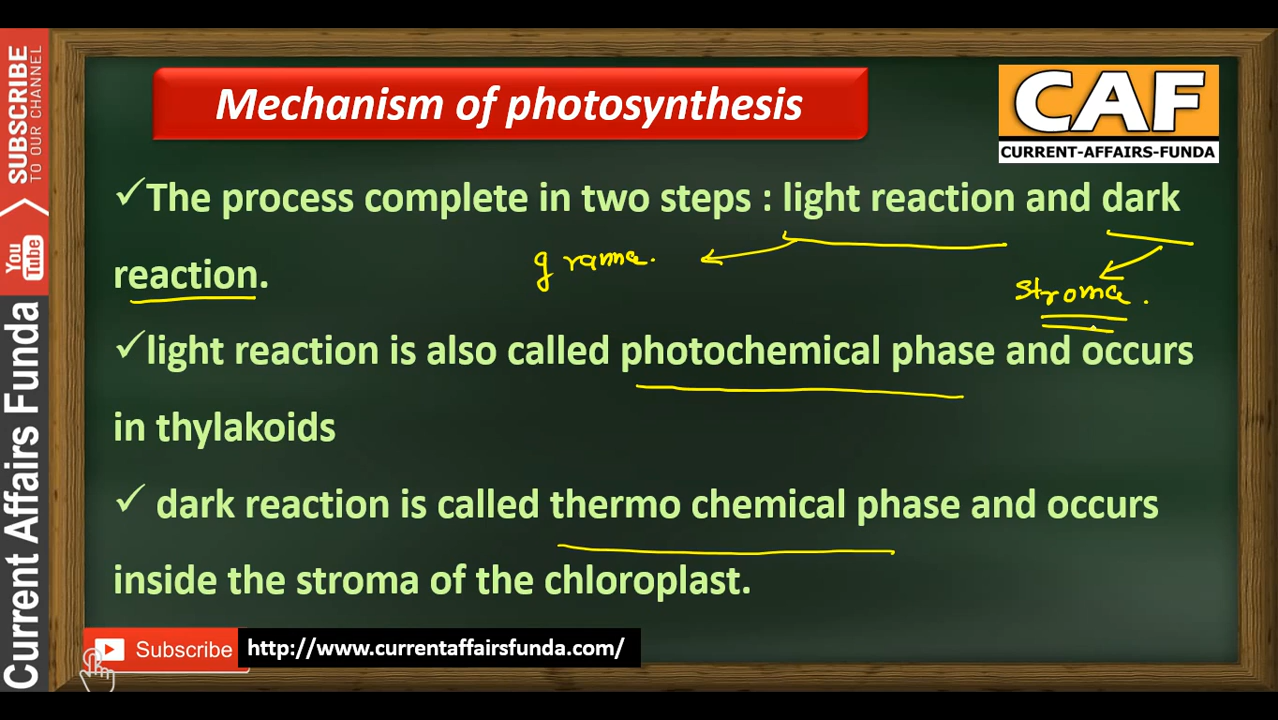 Mechanism of photosynthesis
CAF
CURRENT-AFFAIRS-FUNDA
✓The process complete in two steps : light reaction and dark
grama.
reaction.
stroma.
✓light reaction is also called photochemical phase and occurs
in thylakoids
✓ dark reaction is called thermo chemical phase and occurs
inside the stroma of the chloroplast.
Subscribe http://www.currentaffairsfunda.com/
SUBSCRIBE
TO OUR CHANNEL
YouTube
Current Affairs Funda